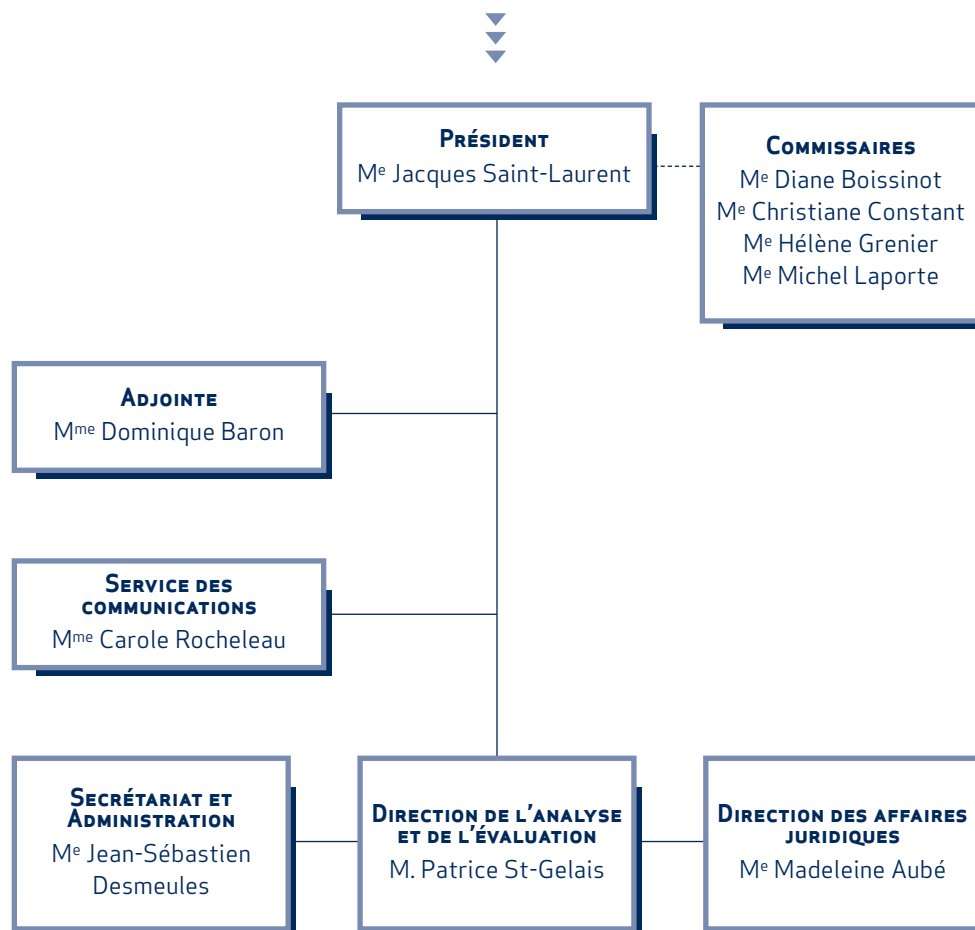 PRÉSIDENT
Mᵉ Jacques Saint-Laurent
COMMISSAIRES
Mᵉ Diane Boissinot
Mᵉ Christiane Constant
Mᵉ Hélène Grenier
Mᵉ Michel Laporte
ADJOINTE
Mᵐᵉ Dominique Baron
SERVICE DES
COMMUNICATIONS
Mᵐᵉ Carole Rocheleau
SECRÉTARIAT ET
ADMINISTRATION
Mᵉ Jean-Sébastien
Desmeules
DIRECTION DE L'ANALYSE
ET DE L'ÉVALUATION
M. Patrice St-Gelais
DIRECTION DES AFFAIRES
JURIDIQUES
Mᵉ Madeleine Aubé